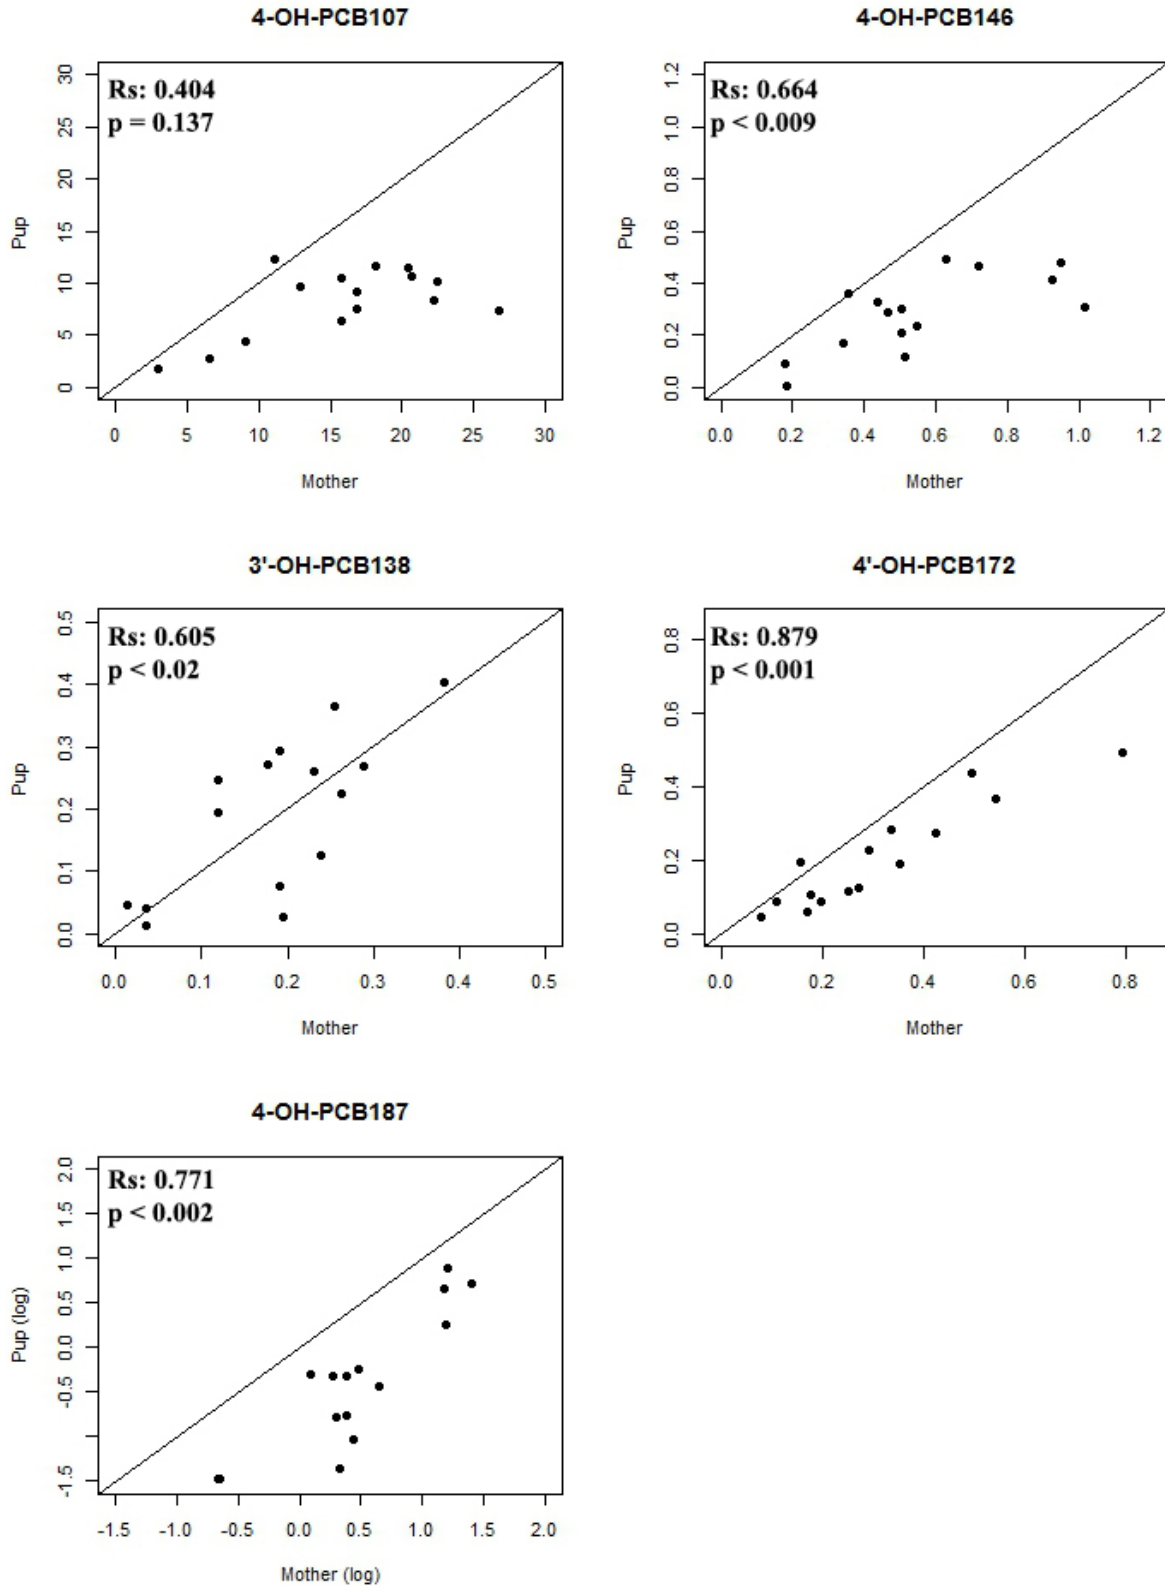 4-OH-PCB107
Rs: 0.404
p = 0.137
30
25
20
15
10
5
0
Pup
0 5 10 15 20 25 30
Mother
4-OH-PCB146
Rs: 0.664
p < 0.009
1.2
1.0
0.8
0.6
0.4
0.2
0.0
Pup
0.0 0.2 0.4 0.6 0.8 1.0 1.2
Mother
3'-OH-PCB138
Rs: 0.605
p < 0.02
0.5
0.4
0.3
0.2
0.1
0.0
Pup
0.0 0.1 0.2 0.3 0.4 0.5
Mother
4'-OH-PCB172
Rs: 0.879
p < 0.001
0.8
0.6
0.4
0.2
0.0
Pup
0.0 0.2 0.4 0.6 0.8
Mother
4-OH-PCB187
Rs: 0.771
p < 0.002
2.0
1.5
1.0
0.5
0.0
-0.5
-1.5
Pup (log)
-1.5 -1.0 -0.5 0.0 0.5 1.0 1.5 2.0
Mother (log)